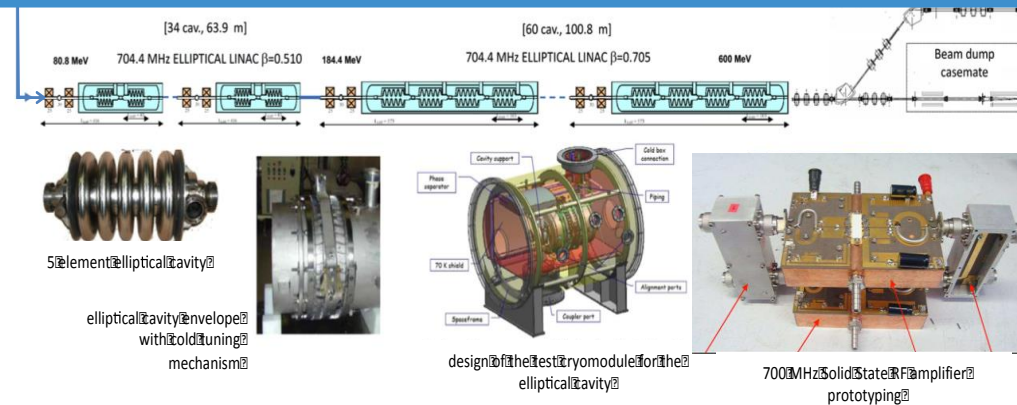 [34 cav., 63.9 m]
[60 cav., 100.8 m]
80.8 MeV
704.4 MHz ELLIPTICAL LINAC β=0.510
184.4 MeV
704.4 MHz ELLIPTICAL LINAC β=0.705
600 MeV
Beam dump
casemate
Cavity support
Cold box
connection
Phase
separator
Piping
70 K shield
Alignment ports
Spaceframe
Coupler port
5 element elliptical cavity
elliptical cavity envelope
with cold tuning
mechanism
design of the test cryomodule for the
elliptical cavity
700 MHz Solid State RF amplifier
prototyping